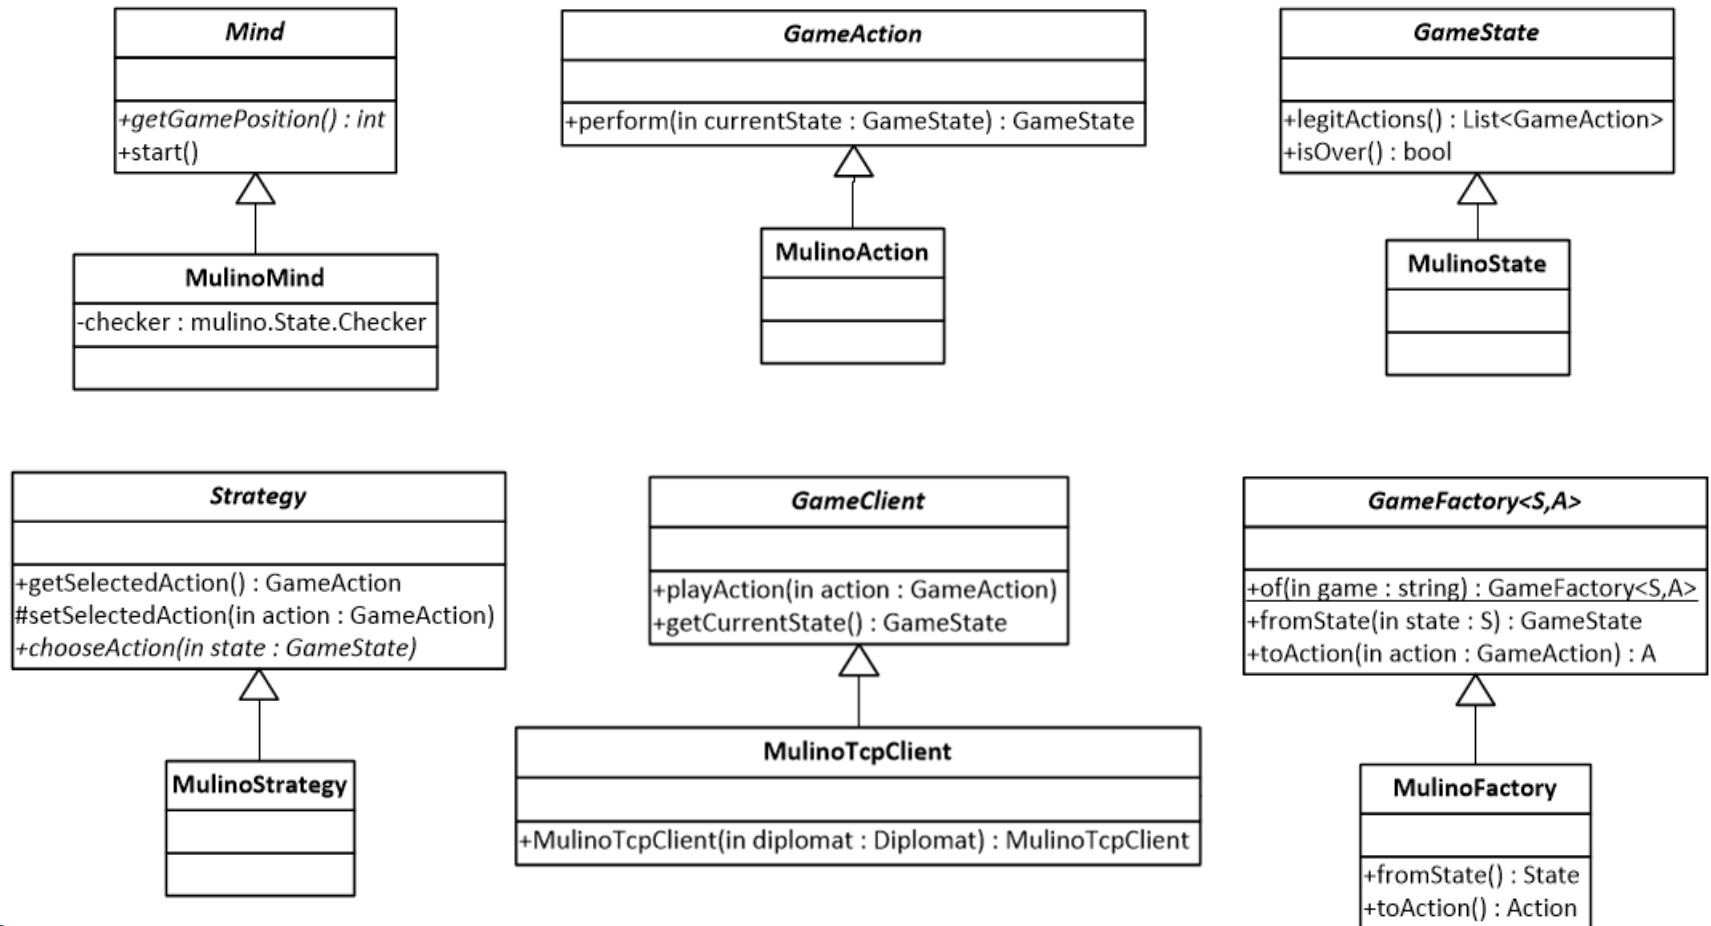 Mind
+getGamePosition() : int
+start()
MulinoMind
-checker : mulino.State.Checker
GameAction
+perform(in currentState : GameState) : GameState
MulinoAction
GameState
+legitActions() : List<GameAction>
+isOver() : bool
MulinoState
Strategy
+getSelectedAction() : GameAction
#setSelectedAction(in action : GameAction)
+chooseAction(in state : GameState)
MulinoStrategy
GameClient
+playAction(in action : GameAction)
+getCurrentState() : GameState
MulinoTcpClient
+MulinoTcpClient(in diplomat : Diplomat) : MulinoTcpClient
GameFactory<S,A>
+of(in game : string) : GameFactory<S,A>
+fromState(in state : S) : GameState
+toAction(in action : GameAction) : A
MulinoFactory
+fromState() : State
+toAction() : Action